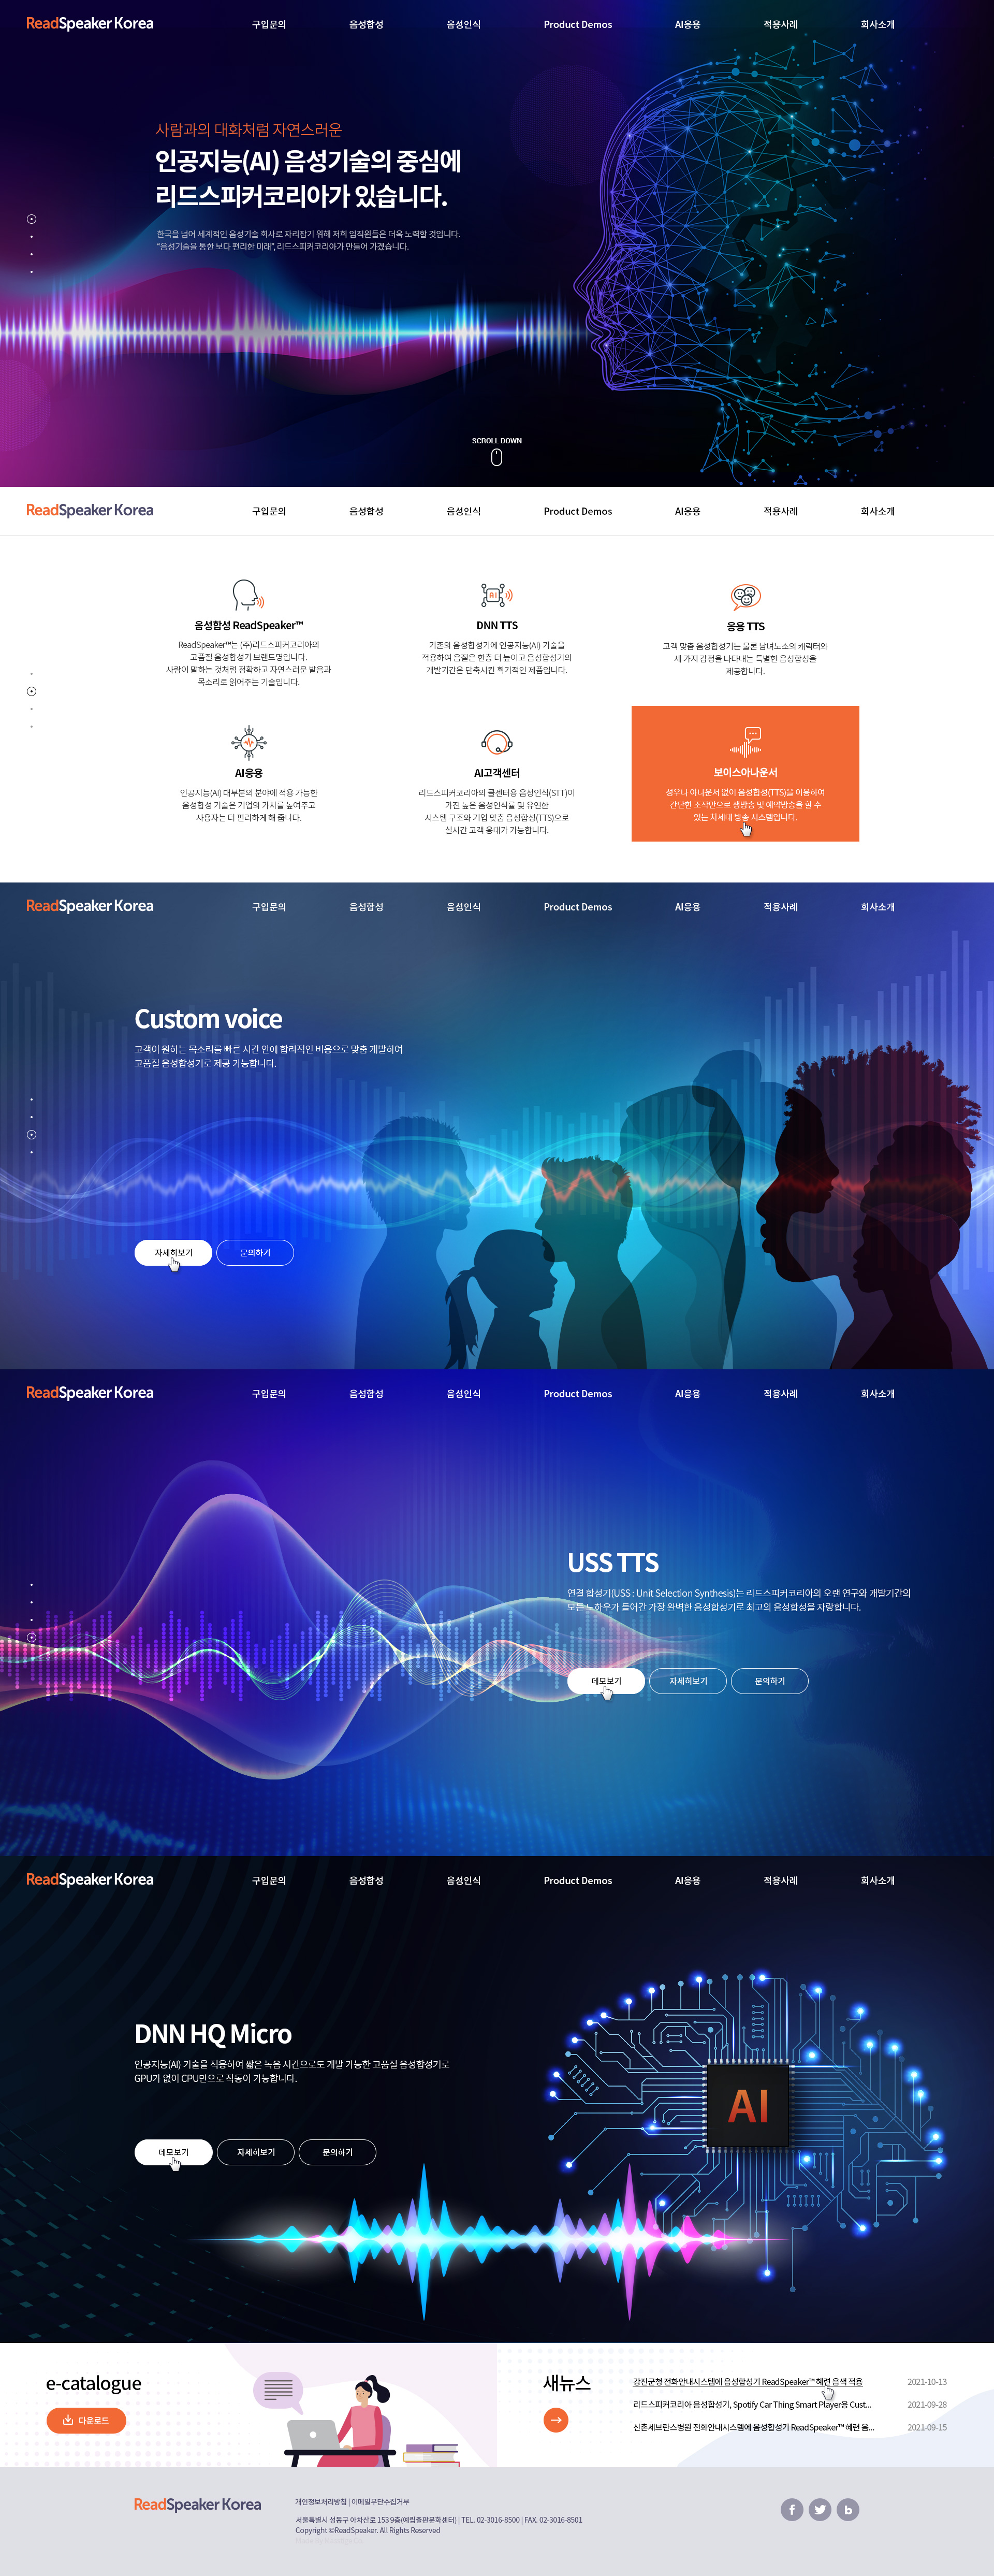 ReadSpeaker Korea
구입문의 음성합성 음성인식 Product Demos AI응용 적용사례 회사소개
사람과의 대화처럼 자연스러운
인공지능(AI) 음성기술의 중심에
리드스피커코리아가 있습니다.
한국을 넘어 세계적인 음성기술 회사로 자리잡기 위해 저희 임직원들은 더욱 노력할 것입니다.
"음성기술을 통한 보다 편리한 미래", 리드스피커코리아가 만들어 가겠습니다.
SCROLL DOWN
ReadSpeaker Korea
구입문의 음성합성 음성인식 Product Demos AI응용 적용사례 회사소개
음성합성 ReadSpeaker™
ReadSpeaker™는 (주)리드스피커코리아의
고품질 음성합성기 브랜드명입니다.
사람이 말하는 것처럼 정확하고 자연스러운 발음과
목소리로 읽어주는 기술입니다.
AI
DNN TTS
기존의 음성합성기에 인공지능(AI) 기술을
적용하여 음질은 한층 더 높이고 음성합성기의
개발기간은 단축시킨 획기적인 제품입니다.
응용 TTS
고객 맞춤 음성합성기는 물론 남녀노소의 캐릭터와
세 가지 감정을 나타내는 특별한 음성합성을
제공합니다.
AI응용
인공지능(AI) 대부분의 분야에 적용 가능한
음성합성 기술은 기업의 가치를 높여주고
사용자는 더 편리하게 해 줍니다.
AI고객센터
리드스피커코리아의 콜센터용 음성인식(STT)이
가진 높은 음성인식률 및 유연한
시스템 구조와 기업 맞춤 음성합성(TTS)으로
실시간 고객 응대가 가능합니다.
보이스아나운서
성우나 아나운서 없이 음성합성(TTS)을 이용하여
간단한 조작만으로 생방송 및 예약방송을 할 수
있는 차세대 방송 시스템입니다.
ReadSpeaker Korea
구입문의 음성합성 음성인식 Product Demos AI응용 적용사례 회사소개
Custom voice
고객이 원하는 목소리를 빠른 시간 안에 합리적인 비용으로 맞춤 개발하여
고품질 음성합성기로 제공 가능합니다.
자세히보기 문의하기
ReadSpeaker Korea
구입문의 음성합성 음성인식 Product Demos AI응용 적용사례 회사소개
USS TTS
연결 합성기(USS : Unit Selection Synthesis)는 리드스피커코리아의 오랜 연구와 개발기간의
모든 노하우가 들어간 가장 완벽한 음성합성기로 최고의 음성합성을 자랑합니다.
데모보기 자세히보기 문의하기
ReadSpeaker Korea
구입문의 음성합성 음성인식 Product Demos AI응용 적용사례 회사소개
DNN HQ Micro
인공지능(AI) 기술을 적용하여 짧은 녹음 시간으로도 개발 가능한 고품질 음성합성기로
GPU가 없이 CPU만으로 작동이 가능합니다.
데모보기 자세히보기 문의하기
AI
e-catalogue
다운로드
새뉴스
강진군청 전화안내시스템에 음성합성기 ReadSpeaker™ 혜련 음색 적용 2021-10-13
리드스피커코리아 음성합성기, Spotify Car Thing Smart Player용 Cust... 2021-09-28
신촌세브란스병원 전화안내시스템에 음성합성기 ReadSpeaker™ 혜련 음... 2021-09-15
ReadSpeaker Korea
개인정보처리방침 | 이메일무단수집거부
서울특별시 성동구 아차산로 153 9층(예림출판문화센터) | TEL. 02-3016-8500 | FAX. 02-3016-8501
Copyright ©ReadSpeaker. All Rights Reserved